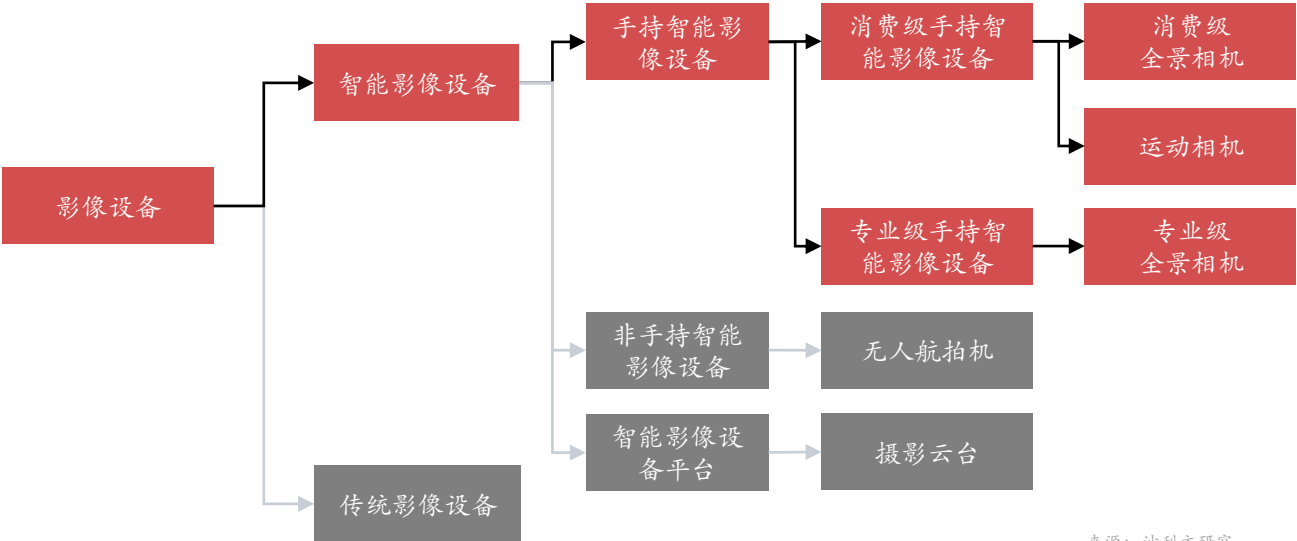 手持智能影
像设备
消费级手持智
能影像设备
消费级
全景相机
智能影像设备
运动相机
影像设备
专业级手持智
能影像设备
专业级
全景相机
非手持智能
影像设备
无人航拍机
智能影像设
备平台
摄影云台
传统影像设备